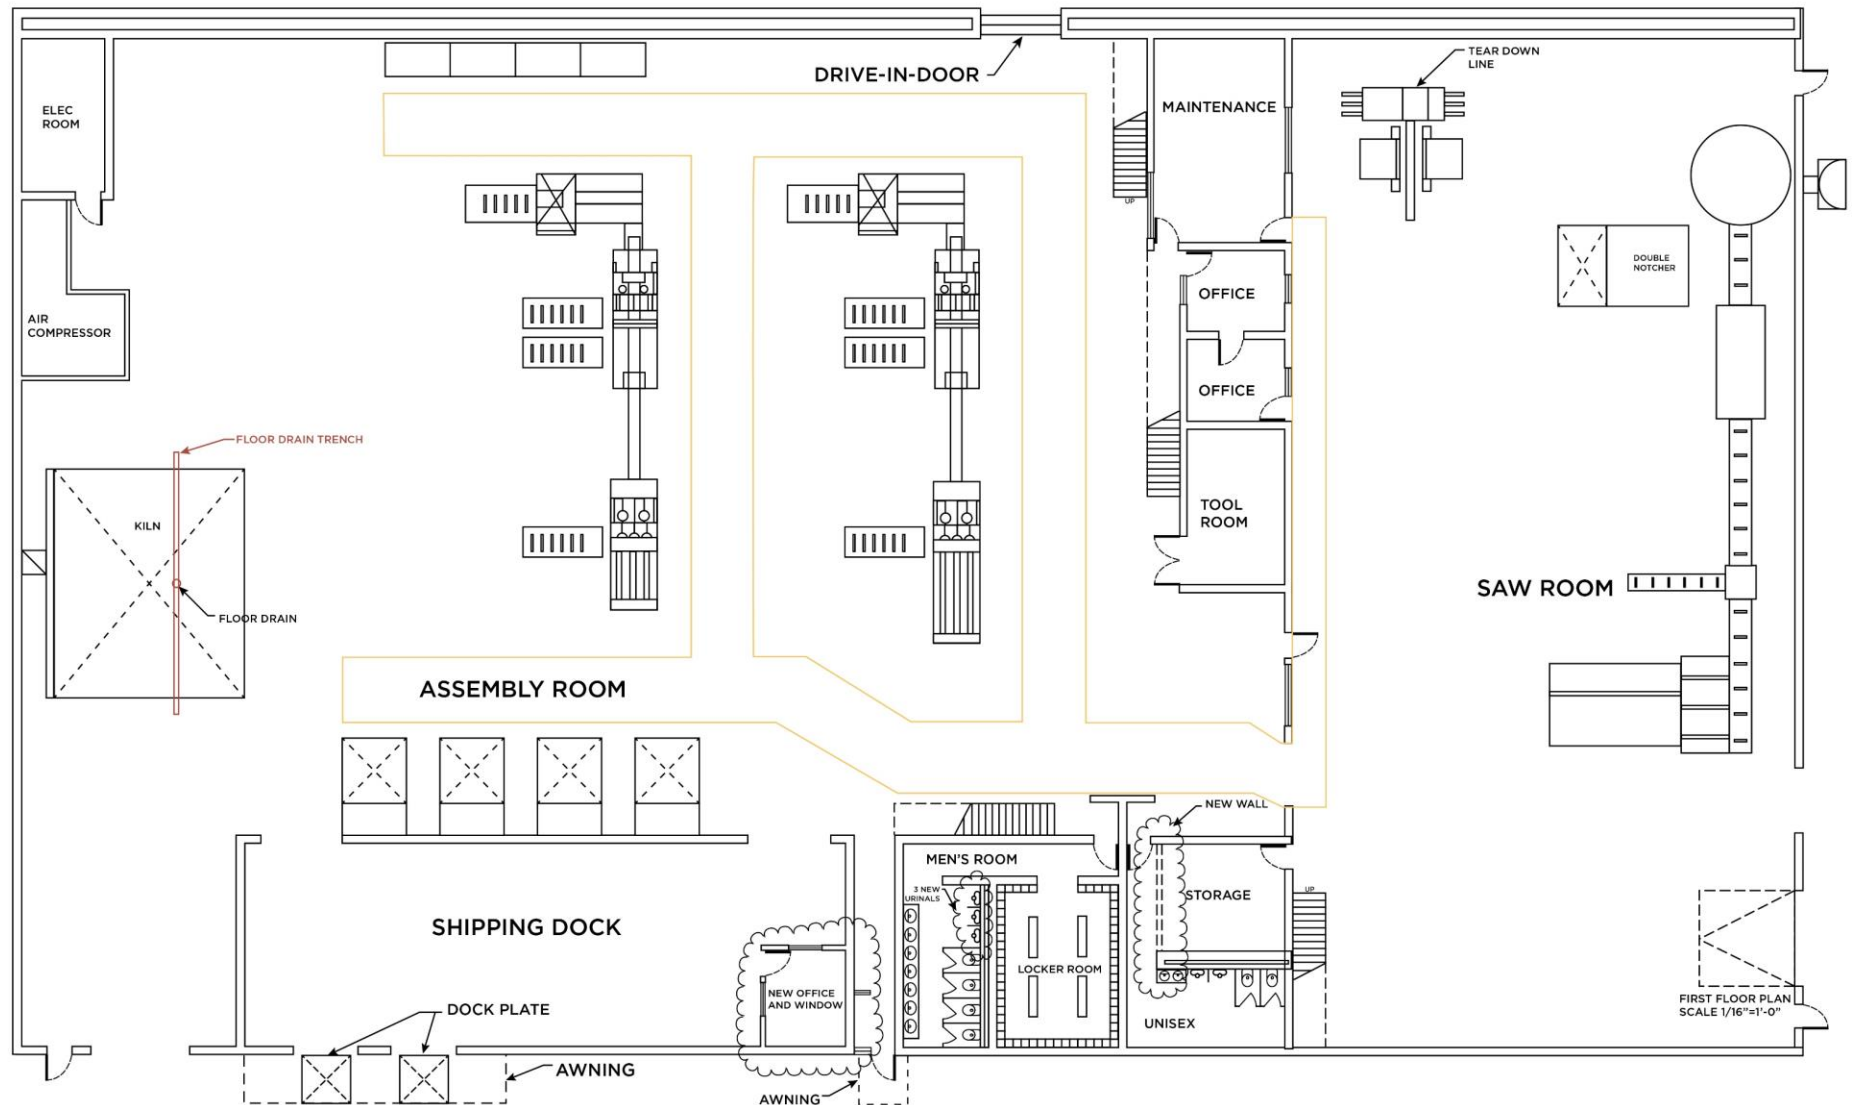 TEAR DOWN
LINE
DRIVE-IN-DOOR
ELEC
ROOM
MAINTENANCE
UP
DOUBLE
NOTCHER
OFFICE
AIR
COMPRESSOR
OFFICE
FLOOR DRAIN TRENCH
TOOL
ROOM
KILN
SAW ROOM
FLOOR DRAIN
ASSEMBLY ROOM
NEW WALL
MEN'S ROOM
3 NEW
URINALS
STORAGE
UP
SHIPPING DOCK
LOCKER ROOM
NEW OFFICE
AND WINDOW
FIRST FLOOR PLAN
SCALE 1/16"=1'-0"
DOCK PLATE
UNISEX
AWNING
AWNING